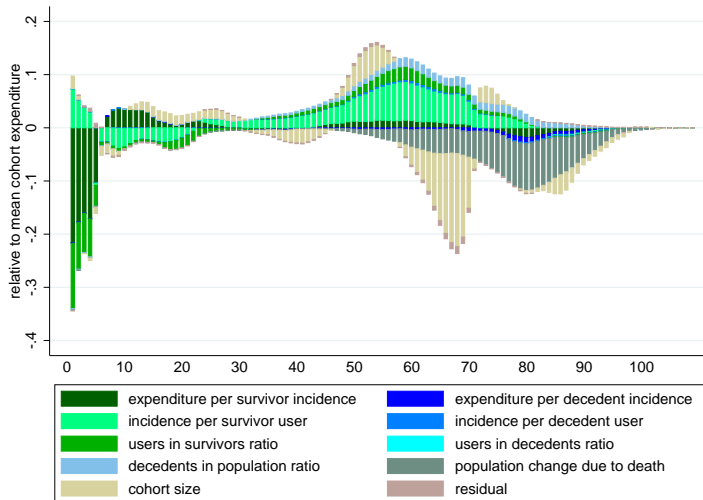 relative to mean cohort expenditure
.2
.1
0
-.1
-.2
-.3
-.4
0 10 20 30 40 50 60 70 80 90 100
expenditure per survivor incidence expenditure per decedent incidence
incidence per survivor user incidence per decedent user
users in survivors ratio users in decedents ratio
decedents in population ratio population change due to death
cohort size residual